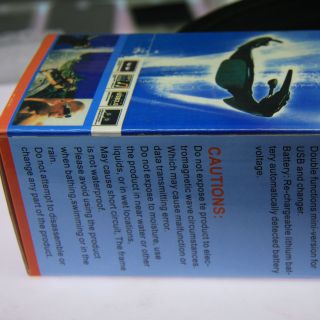 Double functions mini-version for
USB and changer.
Battery: Re-chargeable lithium bat-
tery automatically detected battery
voltage.
CAUTIONS:
Do not expose product to elec-
tromagnetic wave circumstances.
Which may cause malfunction or
data transmitting error.
Do not expose to moisture, use
the product in near water or other
liquids, or in wet locations.
May cause short circuit. The frame
is not waterproof.
Please avoid using the product
when bathing,swimming or in the
rain.
Do not attempt to disassemble or
change any part of the product.